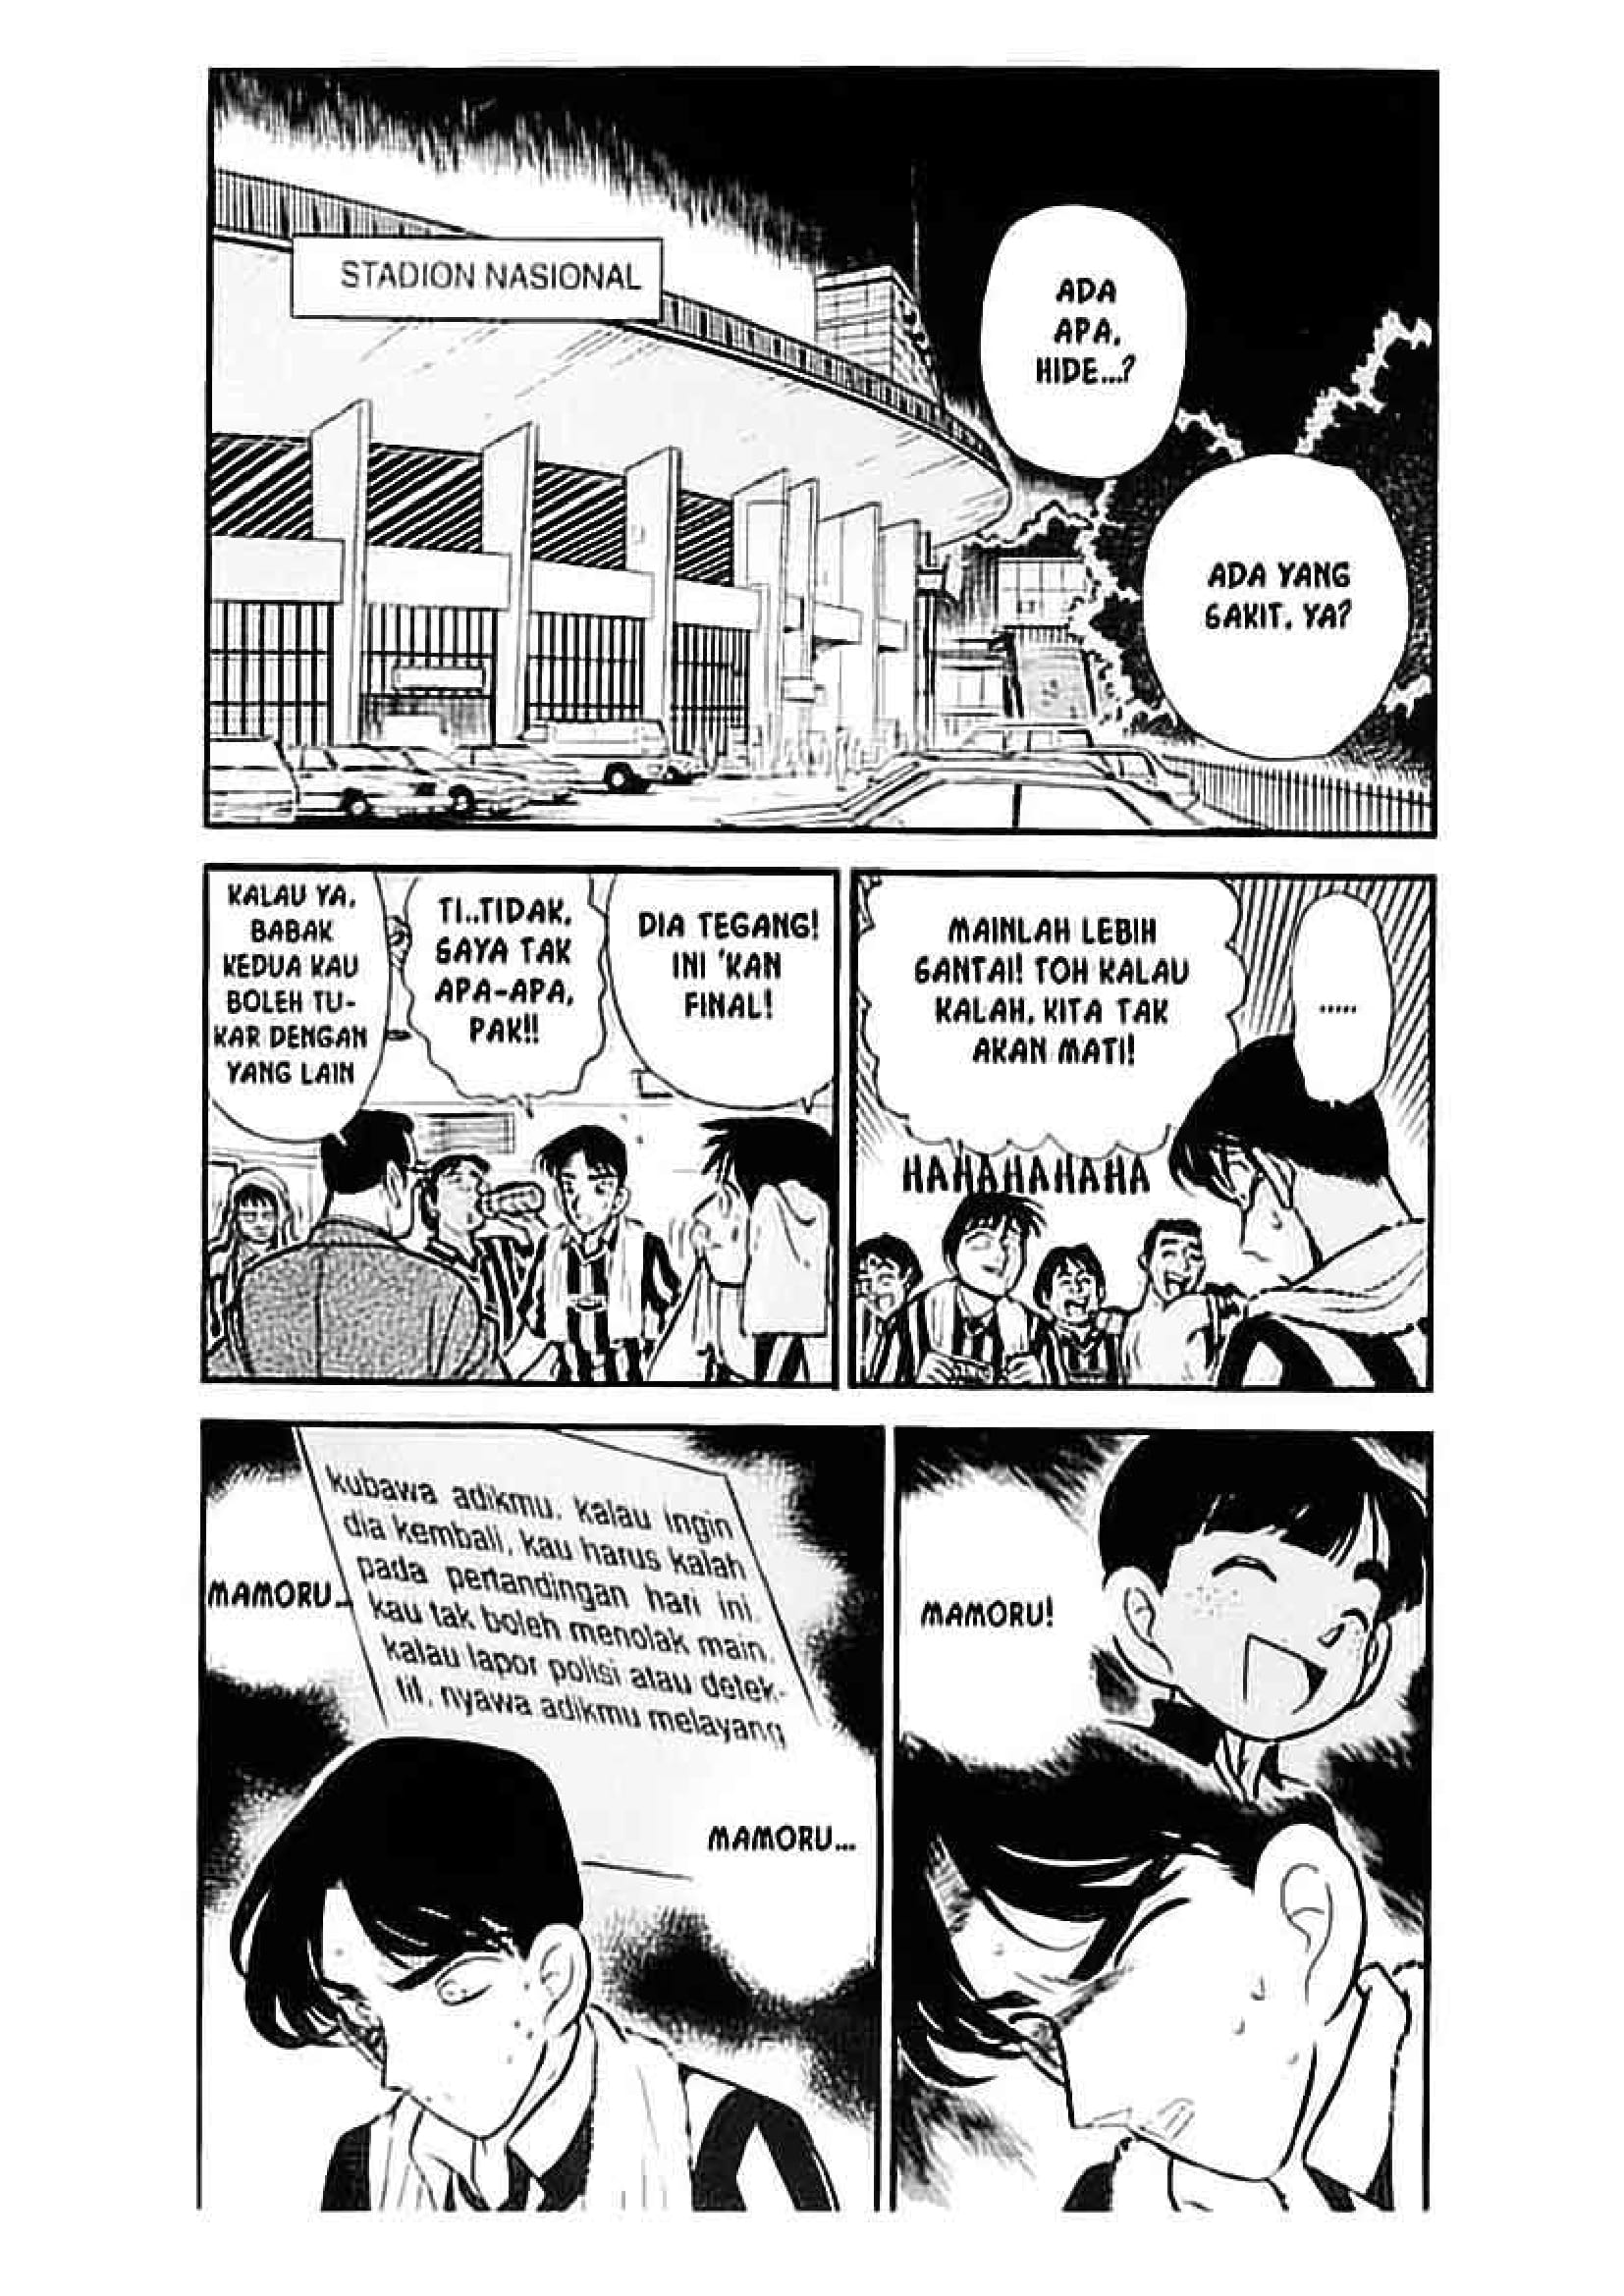 STADION NASIONAL
ADA
APA,
HIDE...?
ADA YANG
SAKIT, YA?
KALAU YA,
BABAK
KEDUA KAU
BOLEH TU-
KAR DENGAN
YANG LAIN
TI..TIDAK,
SAYA TAK
APA-APA,
PAK!!
DIA TEGANG!
INI 'KAN
FINAL!
MAINLAH LEBIH
SANTAI! TOH KALAU
KALAH, KITA TAK
AKAN MATI!
.....
HAHAHAHAHA
kubawa adikmu. kalau ingin
dia kembali, kau harus kalah
pada pertandingan hari ini.
kau tak boleh menolak main.
kalau lapor polisi atau detek-
tif, nyawa adikmu melayang
MAMORU...
MAMORU...
MAMORU!